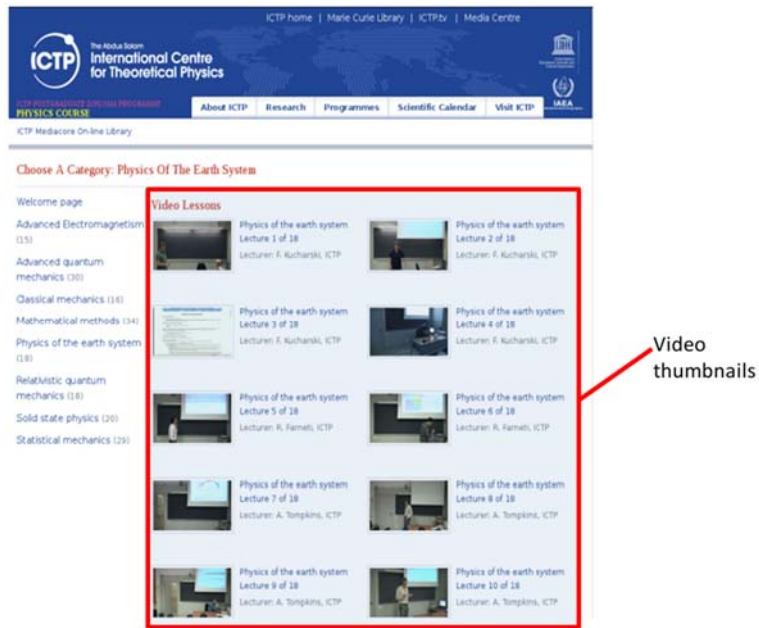 ICTP home | Marie Curie Library | ICTP.tv | Media Centre
ICTP
The Abdus Salam
International Centre
for Theoretical Physics
IAEA
ICTP POSTGRADUATE DIPLOMA PROGRAMME
PHYSICS COURSE
About ICTP Research Programmes Scientific Calendar Visit ICTP
ICTP Mediacore On-line Library
Choose A Category: Physics Of The Earth System
Welcome page
Advanced Electromagnetism
(15)
Advanced quantum
mechanics (30)
Classical mechanics (16)
Mathematical methods (34)
Physics of the earth system
(18)
Relativistic quantum
mechanics (18)
Solid state physics (20)
Statistical mechanics (29)
Video Lessons
Physics of the earth system
Lecture 1 of 18
Lecturer: F. Kucharski, ICTP
Physics of the earth system
Lecture 2 of 18
Lecturer: F. Kucharski, ICTP
Physics of the earth system
Lecture 3 of 18
Lecturer: F. Kucharski, ICTP
Physics of the earth system
Lecture 4 of 18
Lecturer: F. Kucharski, ICTP
Physics of the earth system
Lecture 5 of 18
Lecturer: R. Farneti, ICTP
Physics of the earth system
Lecture 6 of 18
Lecturer: R. Farneti, ICTP
Physics of the earth system
Lecture 7 of 18
Lecturer: A. Tompkins, ICTP
Physics of the earth system
Lecture 8 of 18
Lecturer: A. Tompkins, ICTP
Physics of the earth system
Lecture 9 of 18
Lecturer: A. Tompkins, ICTP
Physics of the earth system
Lecture 10 of 18
Lecturer: A. Tompkins, ICTP
Video
thumbnails